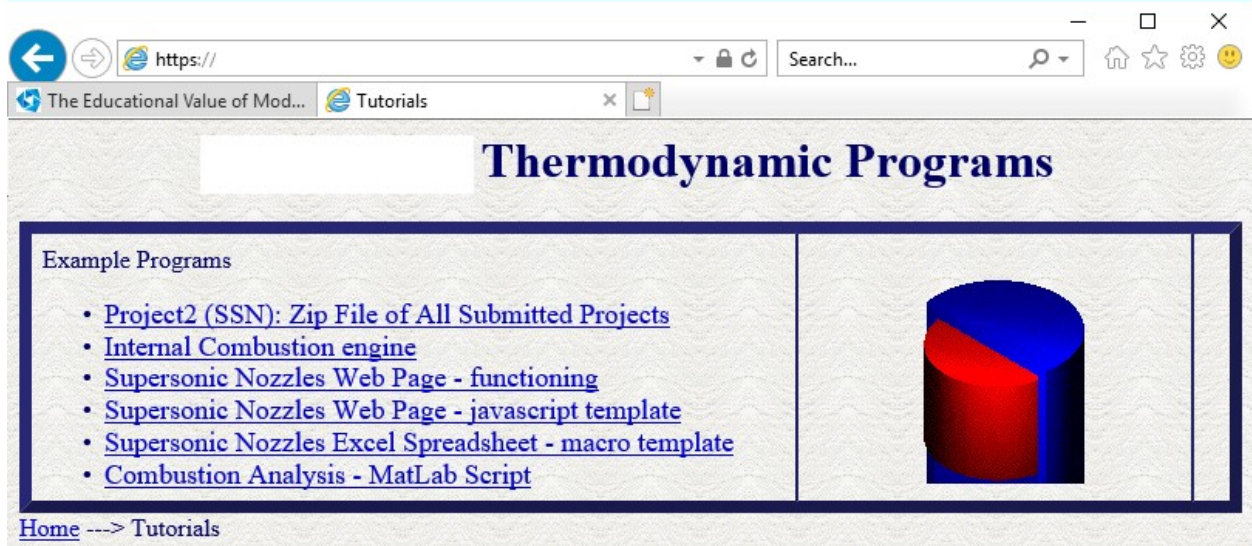 https://
Search...
The Educational Value of Mod...
Tutorials
Thermodynamic Programs
Example Programs
• Project2 (SSN): Zip File of All Submitted Projects
• Internal Combustion engine
• Supersonic Nozzles Web Page - functioning
• Supersonic Nozzles Web Page - javascript template
• Supersonic Nozzles Excel Spreadsheet - macro template
• Combustion Analysis - MatLab Script
Home ---> Tutorials